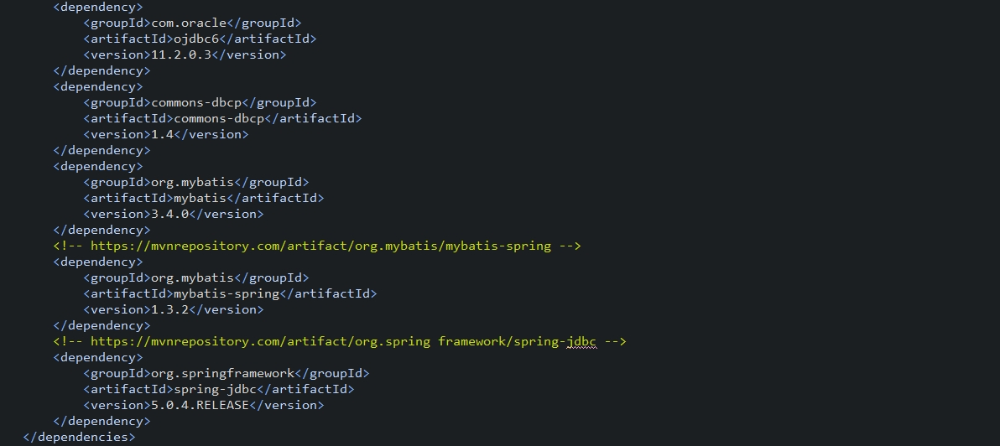 <dependency>
<groupId>com.oracle</groupId>
<artifactId>ojdbc6</artifactId>
<version>11.2.0.3</version>
</dependency>
<dependency>
<groupId>commons-dbcp</groupId>
<artifactId>commons-dbcp</artifactId>
<version>1.4</version>
</dependency>
<dependency>
<groupId>org.mybatis</groupId>
<artifactId>mybatis</artifactId>
<version>3.4.0</version>
</dependency>
<!-- https://mvnrepository.com/artifact/org.mybatis/mybatis-spring -->
<dependency>
<groupId>org.mybatis</groupId>
<artifactId>mybatis-spring</artifactId>
<version>1.3.2</version>
</dependency>
<!-- https://mvnrepository.com/artifact/org.spring framework/spring-jdbc -->
<dependency>
<groupId>org.springframework</groupId>
<artifactId>spring-jdbc</artifactId>
<version>5.0.4.RELEASE</version>
</dependency>
</dependencies>